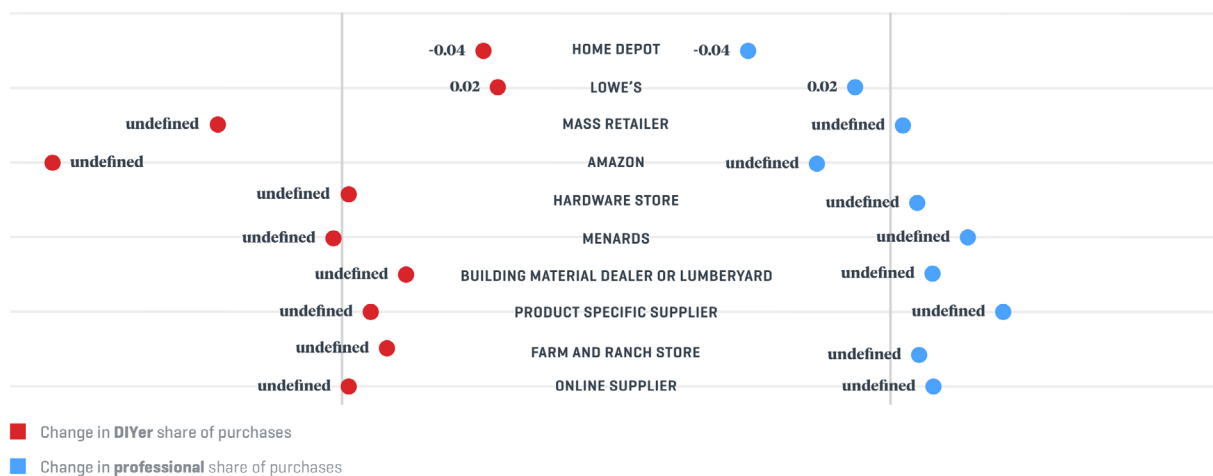 -0.04 HOME DEPOT -0.04
0.02 LOWE'S 0.02
undefined MASS RETAILER undefined
undefined AMAZON undefined
undefined HARDWARE STORE undefined
undefined MENARDS undefined
undefined BUILDING MATERIAL DEALER OR LUMBERYARD undefined
undefined PRODUCT SPECIFIC SUPPLIER undefined
undefined FARM AND RANCH STORE undefined
undefined ONLINE SUPPLIER undefined
Change in DIYer share of purchases
Change in professional share of purchases